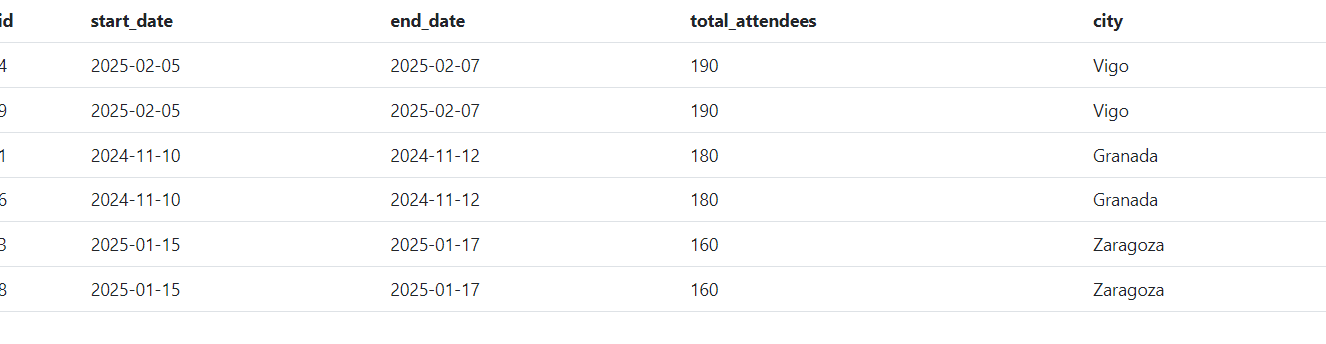 id start_date end_date total_attendees city
4 2025-02-05 2025-02-07 190 Vigo
9 2025-02-05 2025-02-07 190 Vigo
1 2024-11-10 2024-11-12 180 Granada
6 2024-11-10 2024-11-12 180 Granada
3 2025-01-15 2025-01-17 160 Zaragoza
8 2025-01-15 2025-01-17 160 Zaragoza